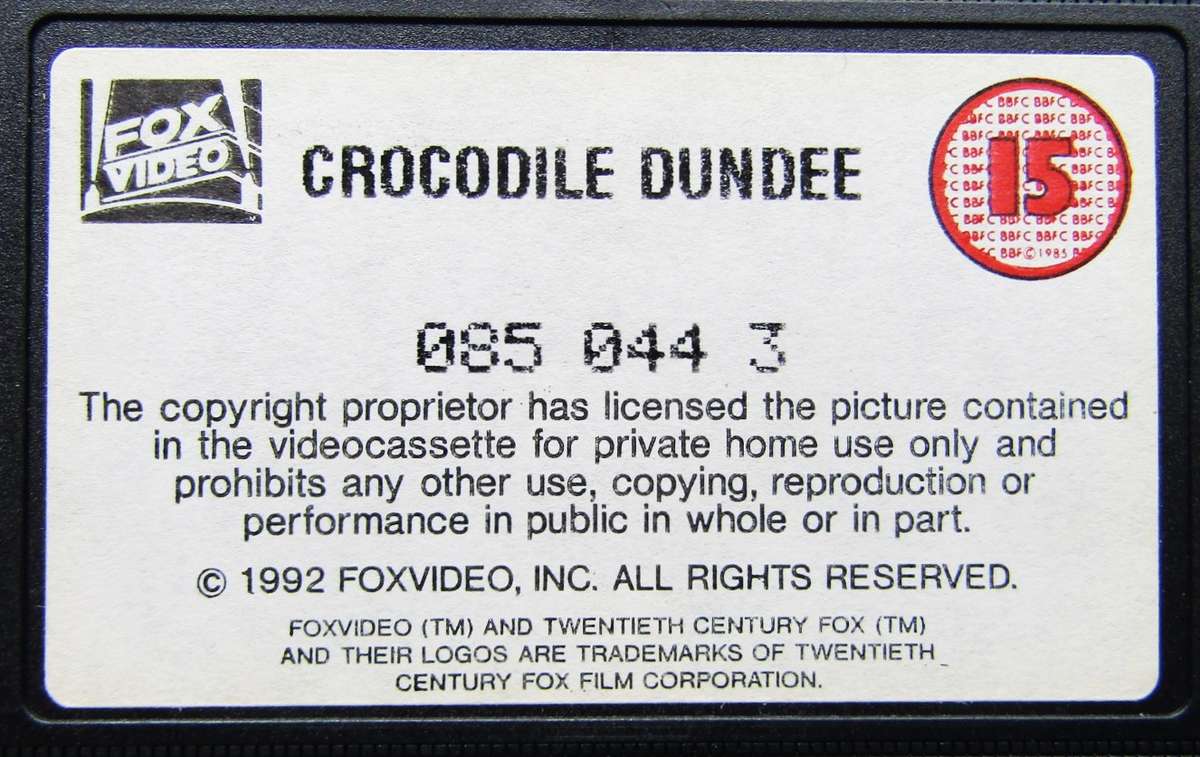 FOX
VIDEO
CROCODILE DUNDEE
15
BBFC © 1985
085 044 3
The copyright proprietor has licensed the picture contained
in the videocassette for private home use only and
prohibits any other use, copying, reproduction or
performance in public in whole or in part.
© 1992 FOXVIDEO, INC. ALL RIGHTS RESERVED.
FOXVIDEO (TM) AND TWENTIETH CENTURY FOX (TM)
AND THEIR LOGOS ARE TRADEMARKS OF TWENTIETH
CENTURY FOX FILM CORPORATION.